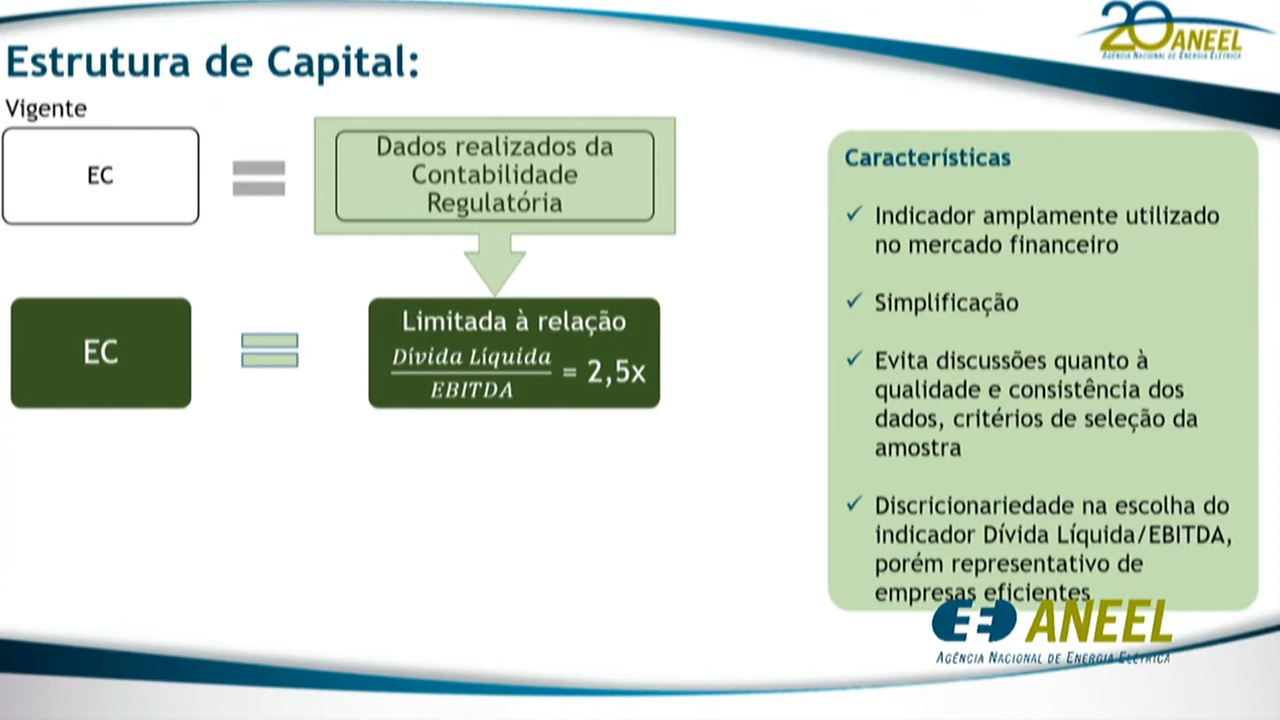 20 ANEEL
AGÊNCIA NACIONAL DE ENERGIA ELÉTRICA
Estrutura de Capital:
Vigente
EC
=
Dados realizados da
Contabilidade
Regulatória
EC
=
Limitada à relação
Dívida Líquida
EBITDA
= 2,5x
Características
✓ Indicador amplamente utilizado
no mercado financeiro
✓ Simplificação
✓ Evita discussões quanto à
qualidade e consistência dos
dados, critérios de seleção da
amostra
✓ Discricionariedade na escolha do
indicador Dívida Líquida/EBITDA,
porém representativo de
empresas eficientes
ANEEL
AGÊNCIA NACIONAL DE ENERGIA ELÉTRICA